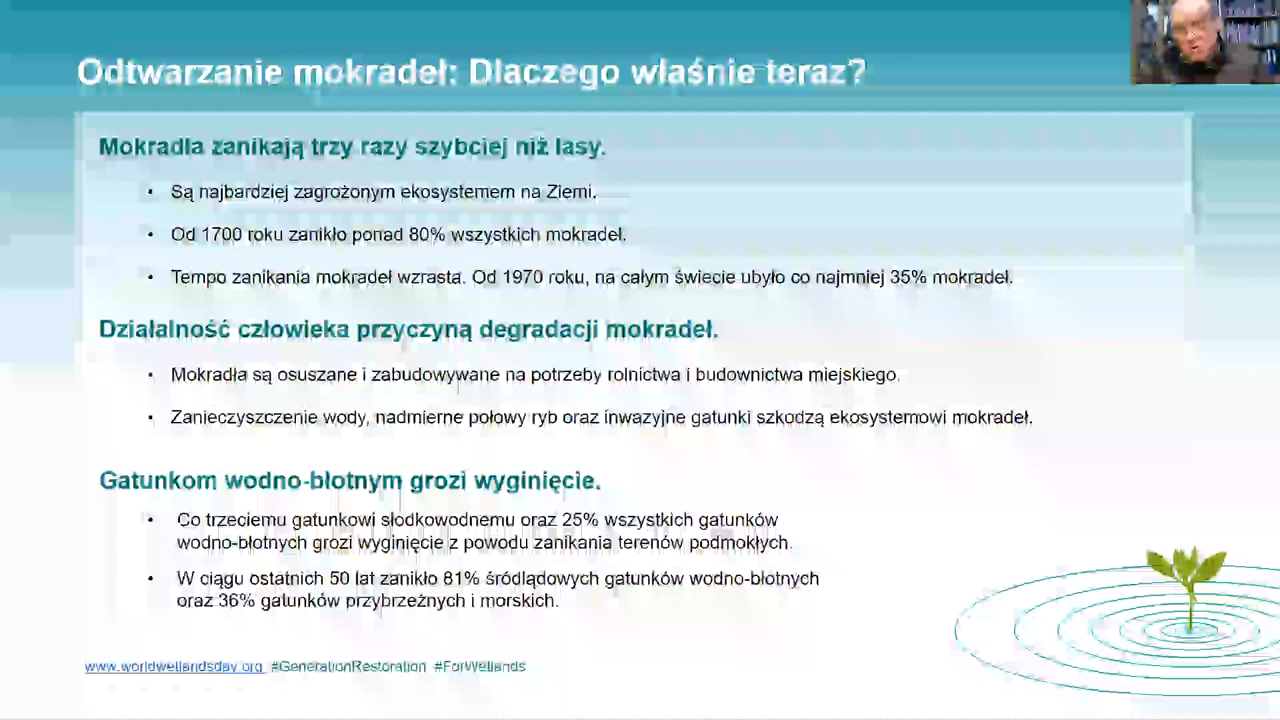 Odtwarzanie mokradeł: Dlaczego właśnie teraz?
Mokradła zanikają trzy razy szybciej niż lasy.
• Są najbardziej zagrożonym ekosystemem na Ziemi.
• Od 1700 roku zanikło ponad 80% wszystkich mokradeł.
• Tempo zanikania mokradeł wzrasta. Od 1970 roku, na całym świecie ubyło co najmniej 35% mokradeł.
Działalność człowieka przyczyną degradacji mokradeł.
• Mokradła są osuszane i zabudowywane na potrzeby rolnictwa i budownictwa miejskiego.
• Zanieczyszczenie wody, nadmierne połowy ryb oraz inwazyjne gatunki szkodzą ekosystemowi mokradeł.
Gatunkom wodno-błotnym grozi wyginięcie.
• Co trzeciemu gatunkowi słodkowodnemu oraz 25% wszystkich gatunków
wodno-błotnych grozi wyginięcie z powodu zanikania terenów podmokłych.
• W ciągu ostatnich 50 lat zanikło 81% śródlądowych gatunków wodno-błotnych
oraz 36% gatunków przybrzeżnych i morskich.
www.worldwetlandsday.org #GenerationRestoration #ForWetlands